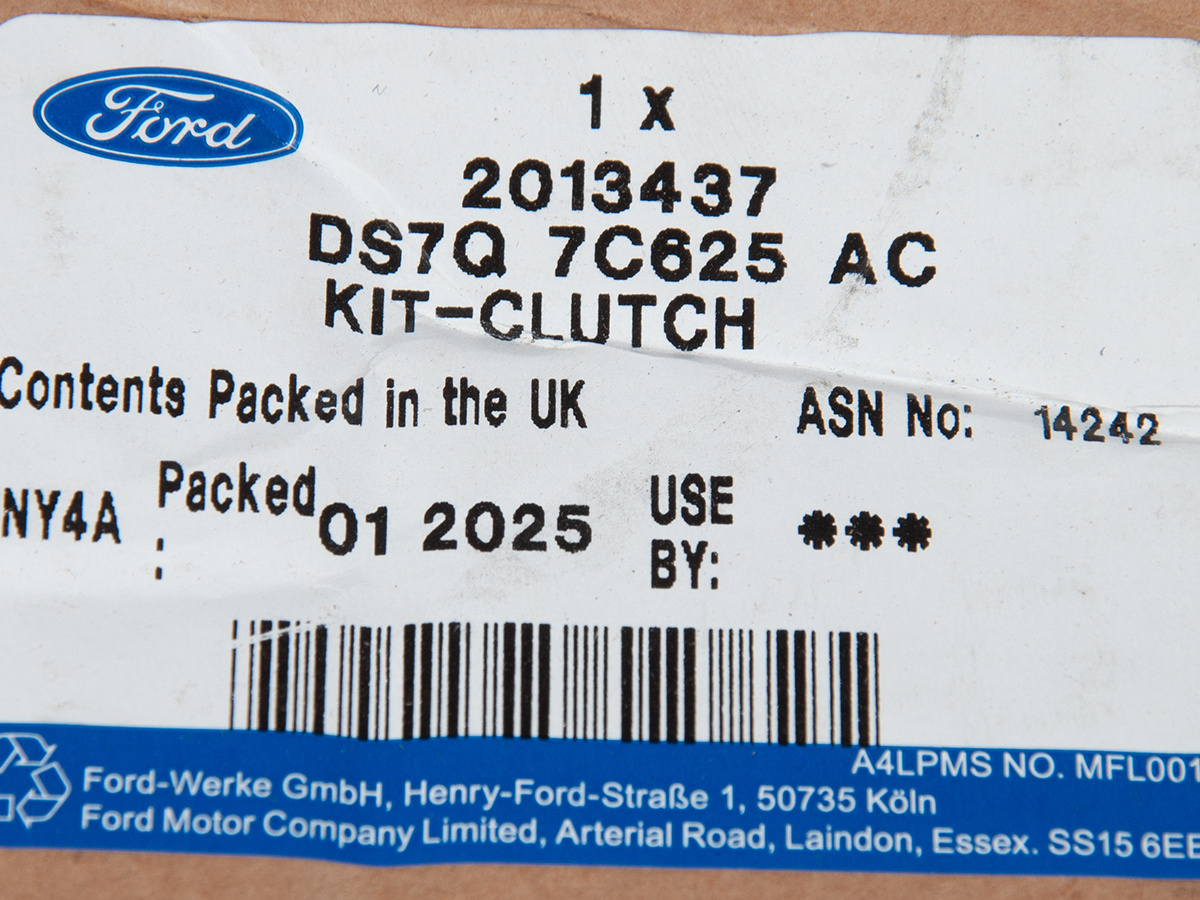 Ford
1 x
2013437
DS7Q 7C625 AC
KIT-CLUTCH
Contents Packed in the UK ASN No: 14242
NY4A Packed : 01 2025 USE BY: ***
A4LPMS NO. MFL001
Ford-Werke GmbH, Henry-Ford-Straße 1, 50735 Köln
Ford Motor Company Limited, Arterial Road, Laindon, Essex. SS15 6EE